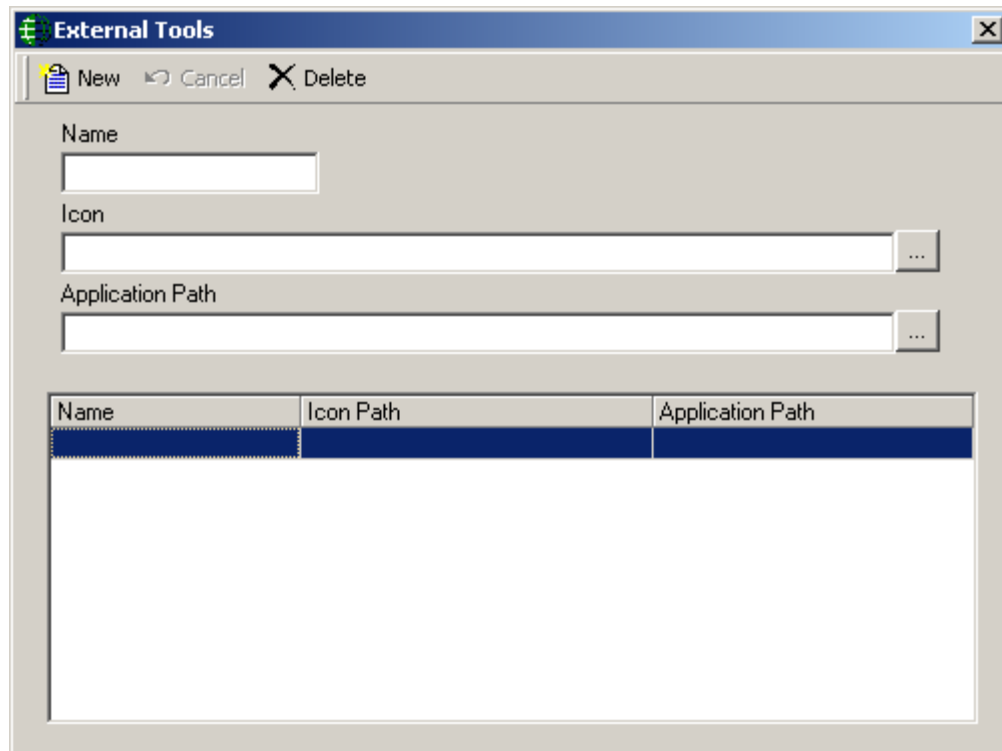 External Tools
New Cancel Delete
Name
Icon
...
Application Path
...
Name Icon Path Application Path